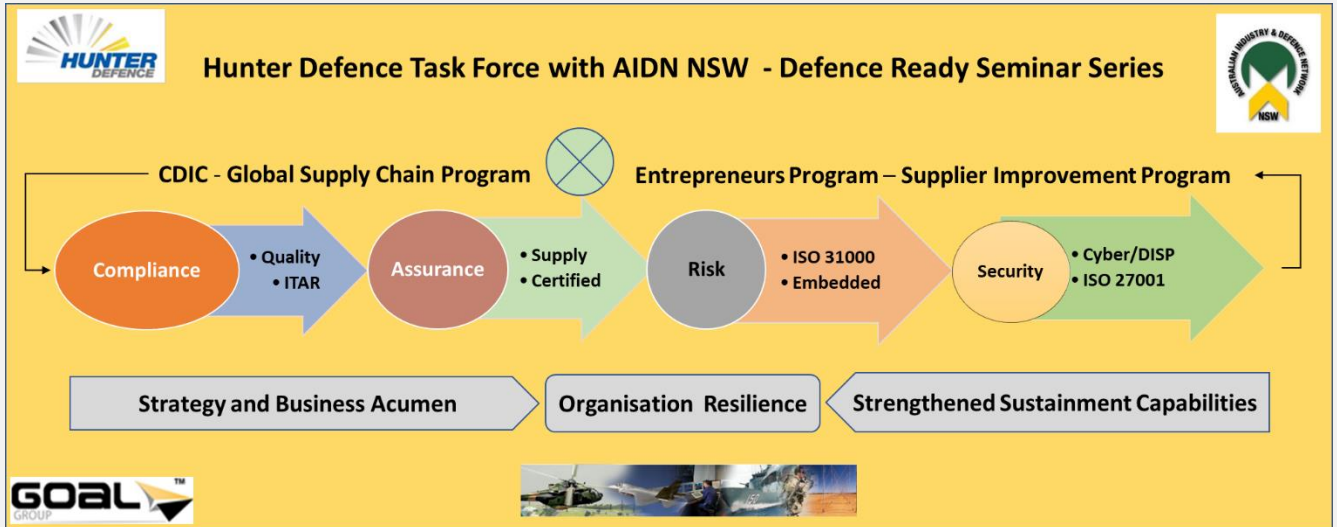 HUNTER
DEFENCE
Hunter Defence Task Force with AIDN NSW - Defence Ready Seminar Series
AUSTRALIAN INDUSTRY & DEFENCE NETWORK
NSW
CDIC - Global Supply Chain Program
Entrepreneurs Program – Supplier Improvement Program
Compliance
• Quality
• ITAR
Assurance
• Supply
• Certified
Risk
• ISO 31000
• Embedded
Security
• Cyber/DISP
• ISO 27001
Strategy and Business Acumen
Organisation Resilience
Strengthened Sustainment Capabilities
GOAL TM
GROUP